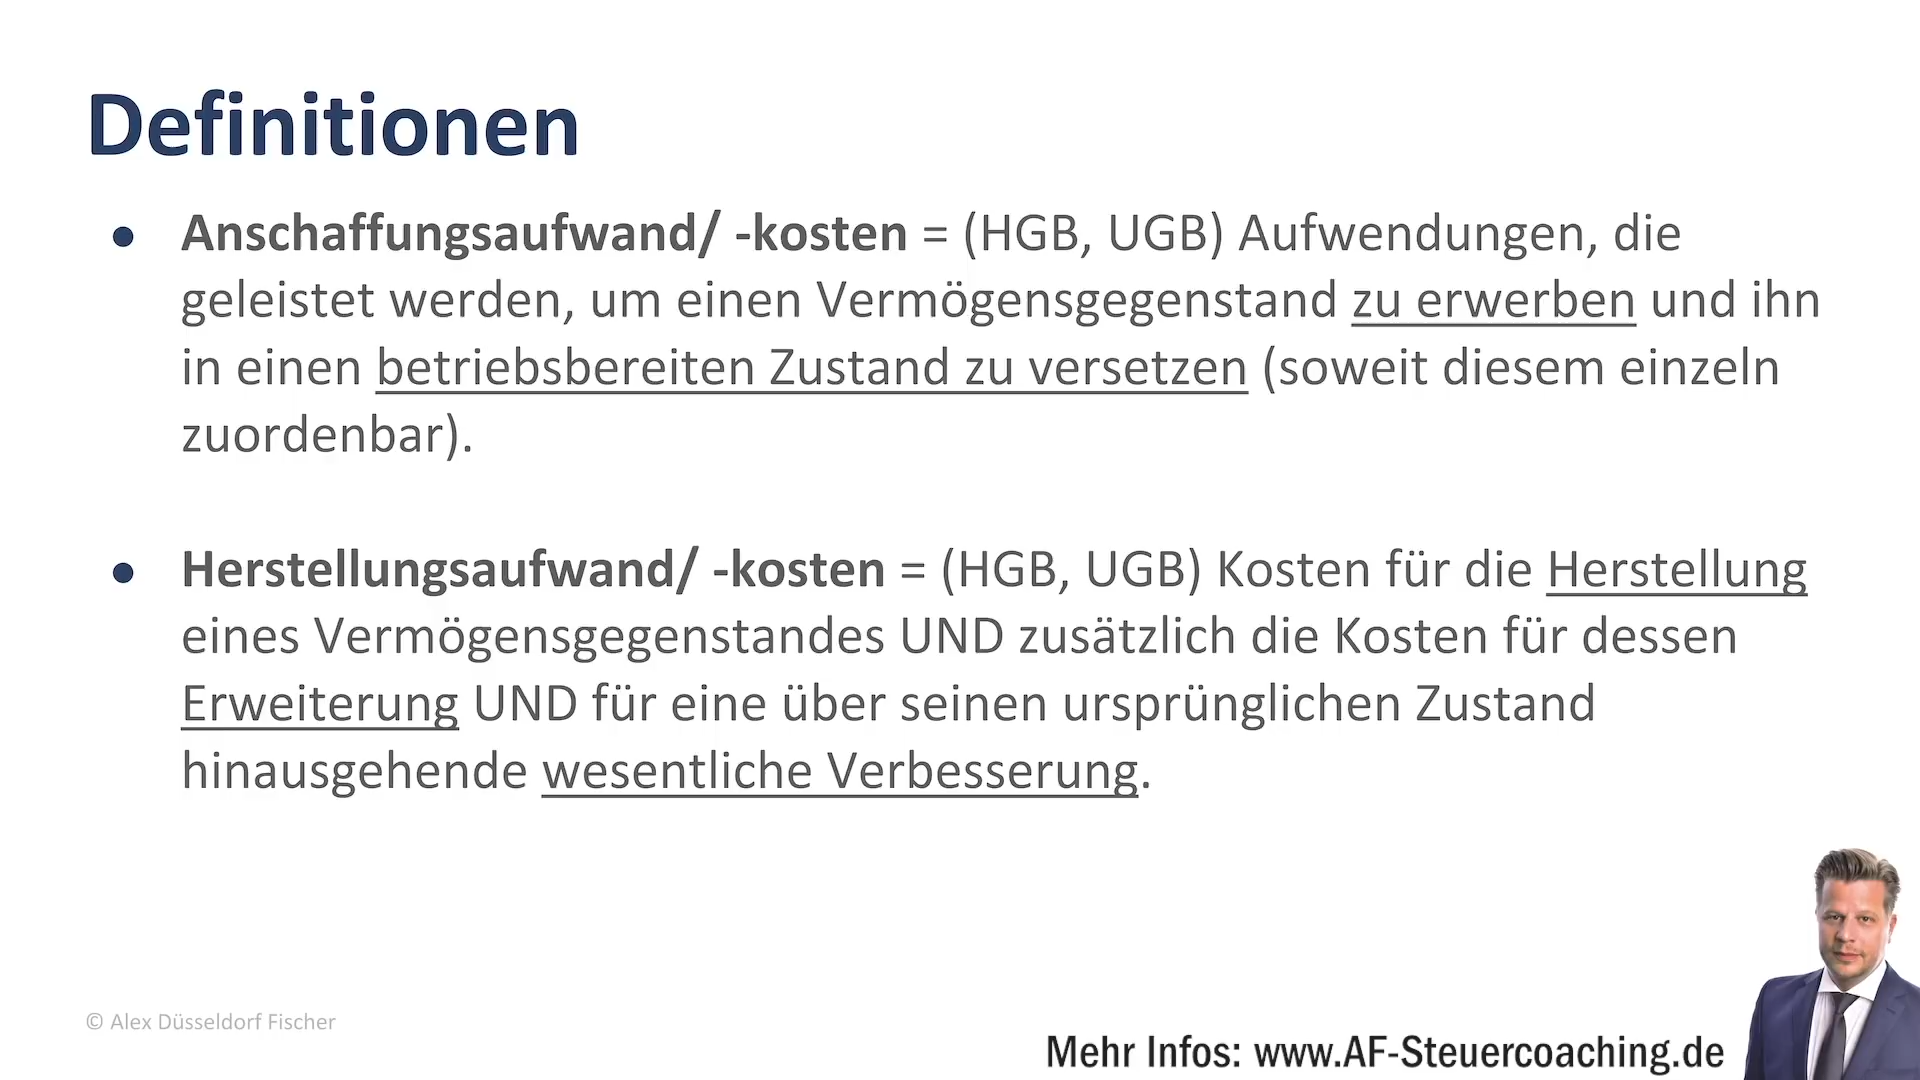 Definitionen
● Anschaffungsaufwand/ -kosten = (HGB, UGB) Aufwendungen, die
geleistet werden, um einen Vermögensgegenstand zu erwerben und ihn
in einen betriebsbereiten Zustand zu versetzen (soweit diesem einzeln
zuordenbar).
● Herstellungsaufwand/ -kosten = (HGB, UGB) Kosten für die Herstellung
eines Vermögensgegenstandes UND zusätzlich die Kosten für dessen
Erweiterung UND für eine über seinen ursprünglichen Zustand
hinausgehende wesentliche Verbesserung.
© Alex Düsseldorf Fischer
Mehr Infos: www.AF-Steuercoaching.de